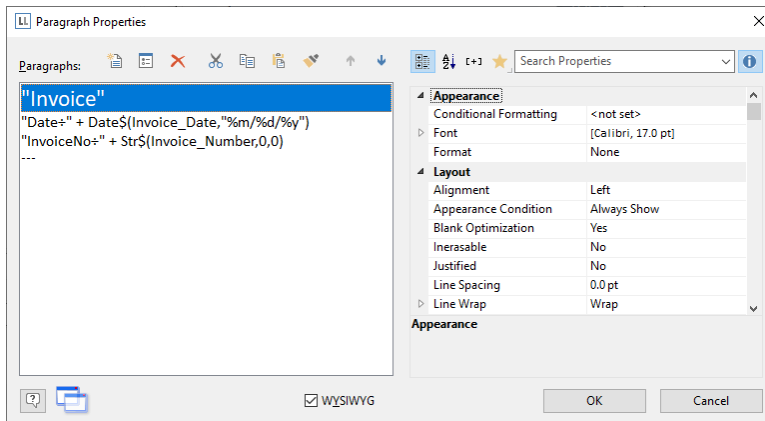 LL Paragraph Properties
Paragraphs:
Search Properties
"Invoice"
"Date÷" + Date$(Invoice_Date,"%m/%d/%y")
"InvoiceNo÷" + Str$(Invoice_Number,0,0)
---
Appearance
Conditional Formatting <not set>
Font [Calibri, 17.0 pt]
Format None
Layout
Alignment Left
Appearance Condition Always Show
Blank Optimization Yes
Inerasable No
Justified No
Line Spacing 0.0 pt
Line Wrap Wrap
Appearance
WYSIWYG
OK
Cancel